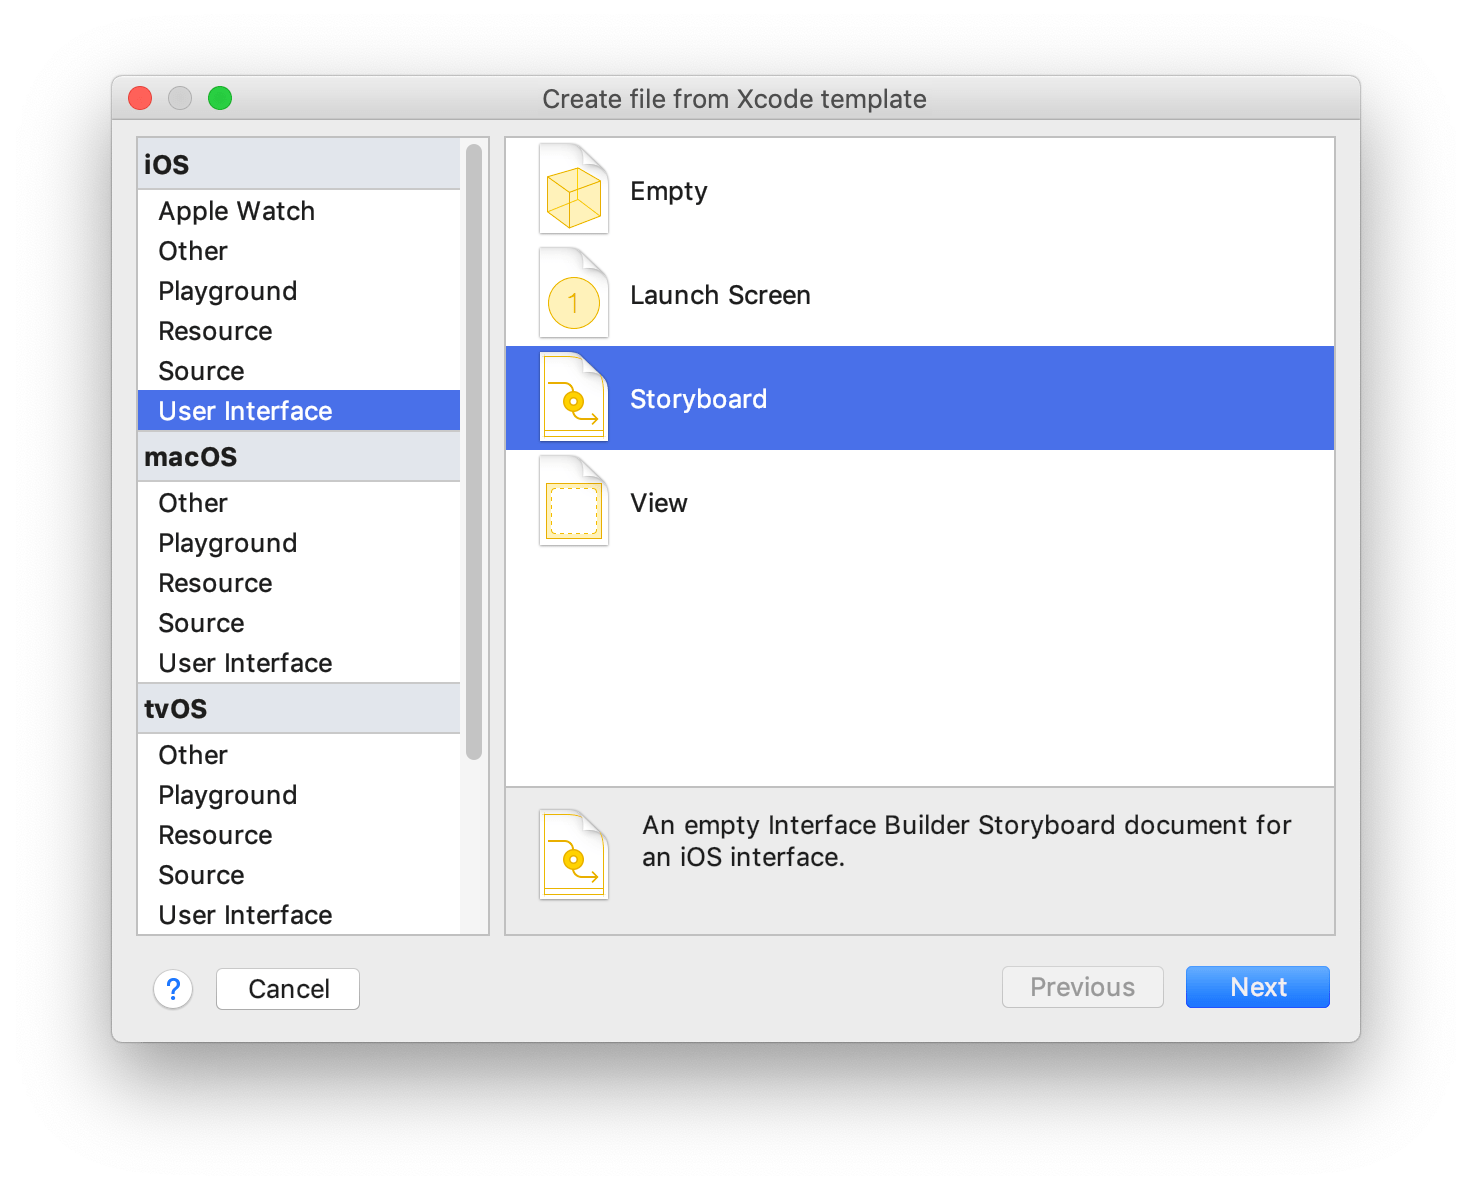 Create file from Xcode template
iOS
Apple Watch
Other
Playground
Resource
Source
User Interface
macOS
Other
Playground
Resource
Source
User Interface
tvOS
Other
Playground
Resource
Source
User Interface
Empty
1
Launch Screen
Storyboard
View
An empty Interface Builder Storyboard document for
an iOS interface.
?
Cancel
Previous
Next